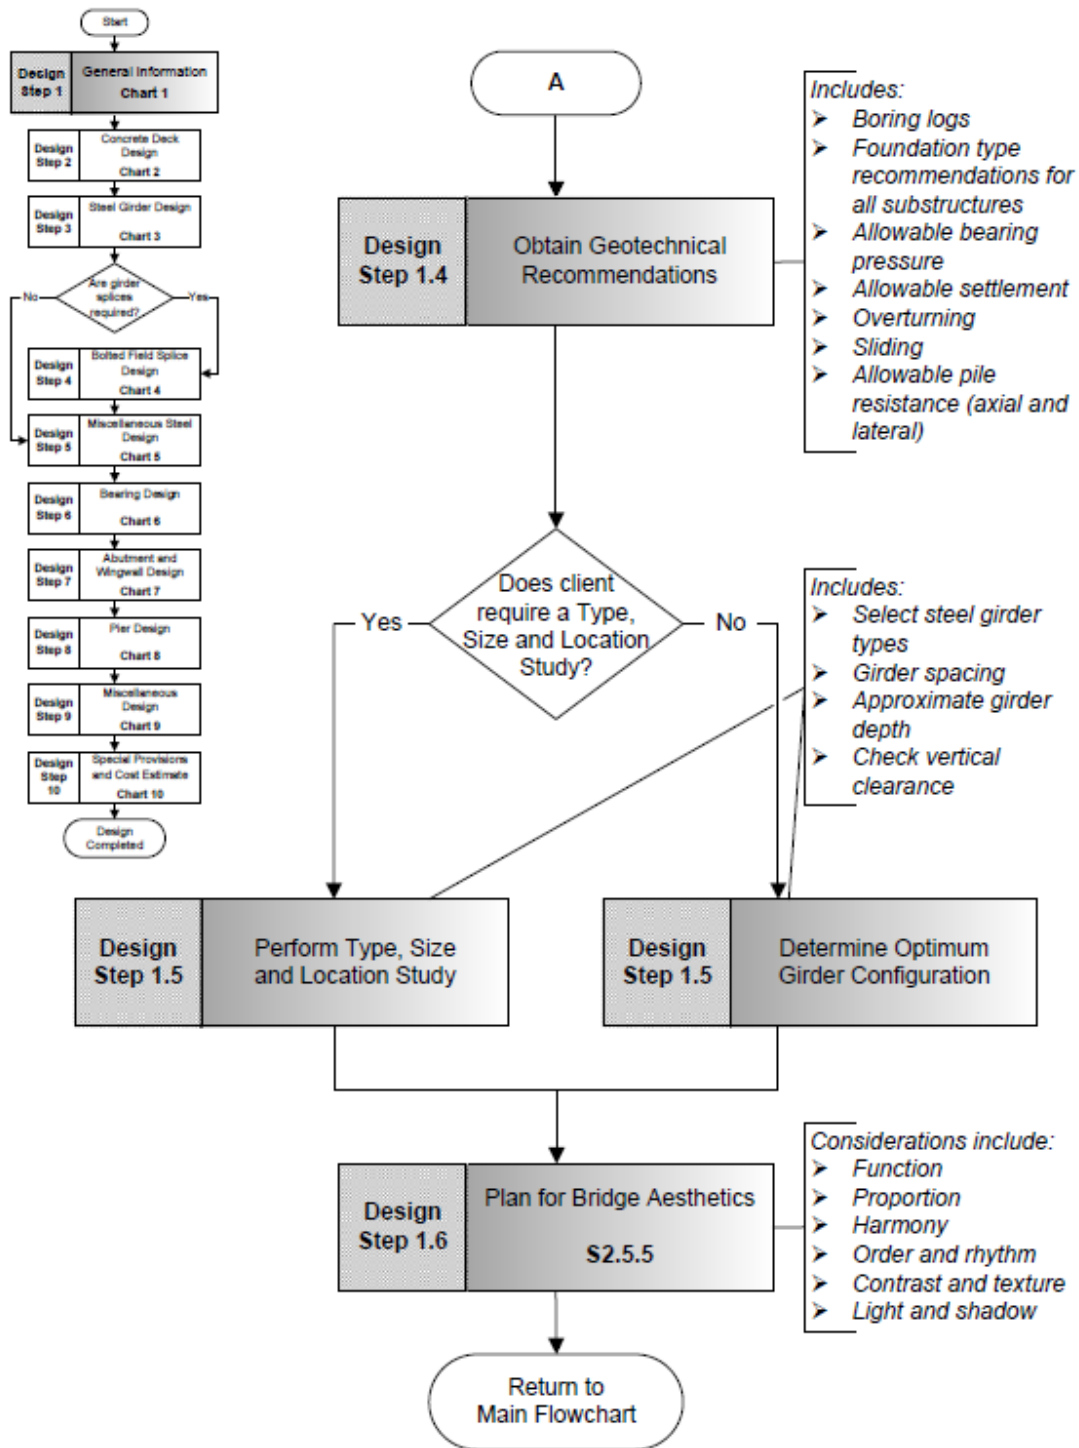 Start
Design
Step 1
General Information
Chart 1
Design
Step 2
Concrete Deck
Design
Chart 2
Design
Step 3
Steel Girder Design
Chart 3
Are girder
splices
required?
No
Yes
Design
Step 4
Bolted Field Splice
Design
Chart 4
Design
Step 5
Miscellaneous Steel
Design
Chart 5
Design
Step 6
Bearing Design
Chart 6
Design
Step 7
Abutment and
Wingwall Design
Chart 7
Design
Step 8
Pier Design
Chart 8
Design
Step 9
Miscellaneous
Design
Chart 9
Design
Step
10
Special Provisions
and Cost Estimate
Chart 10
Design
Completed
A
Design
Step 1.4
Obtain Geotechnical
Recommendations
Includes:
➢ Boring logs
➢ Foundation type
recommendations for
all substructures
➢ Allowable bearing
pressure
➢ Allowable settlement
➢ Overturning
➢ Sliding
➢ Allowable pile
resistance (axial and
lateral)
Does client
require a Type,
Size and Location
Study?
Yes
No
Includes:
➢ Select steel girder
types
➢ Girder spacing
➢ Approximate girder
depth
➢ Check vertical
clearance
Design
Step 1.5
Perform Type, Size
and Location Study
Design
Step 1.5
Determine Optimum
Girder Configuration
Design
Step 1.6
Plan for Bridge Aesthetics
S2.5.5
Considerations include:
➢ Function
➢ Proportion
➢ Harmony
➢ Order and rhythm
➢ Contrast and texture
➢ Light and shadow
Return to
Main Flowchart